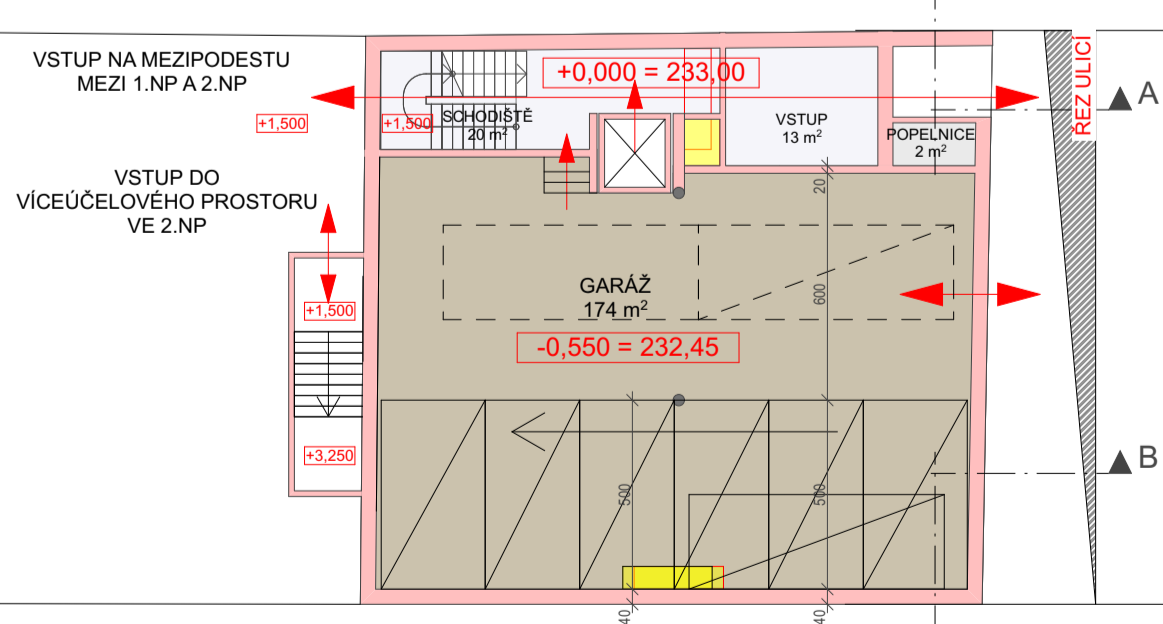 VSTUP NA MEZIPODESTU
MEZI 1.NP A 2.NP
+0,000 = 233,00
ŘEZ ULICÍ
A
+1,500
+1,500
SCHODIŠTĚ
20 m²
VSTUP
13 m²
POPELNICE
2 m²
VSTUP DO
VÍCEÚČELOVÉHO PROSTORU
VE 2.NP
20
GARÁŽ
174 m²
600
+1,500
-0,550 = 232,45
+3,250
B
500
500
40
40